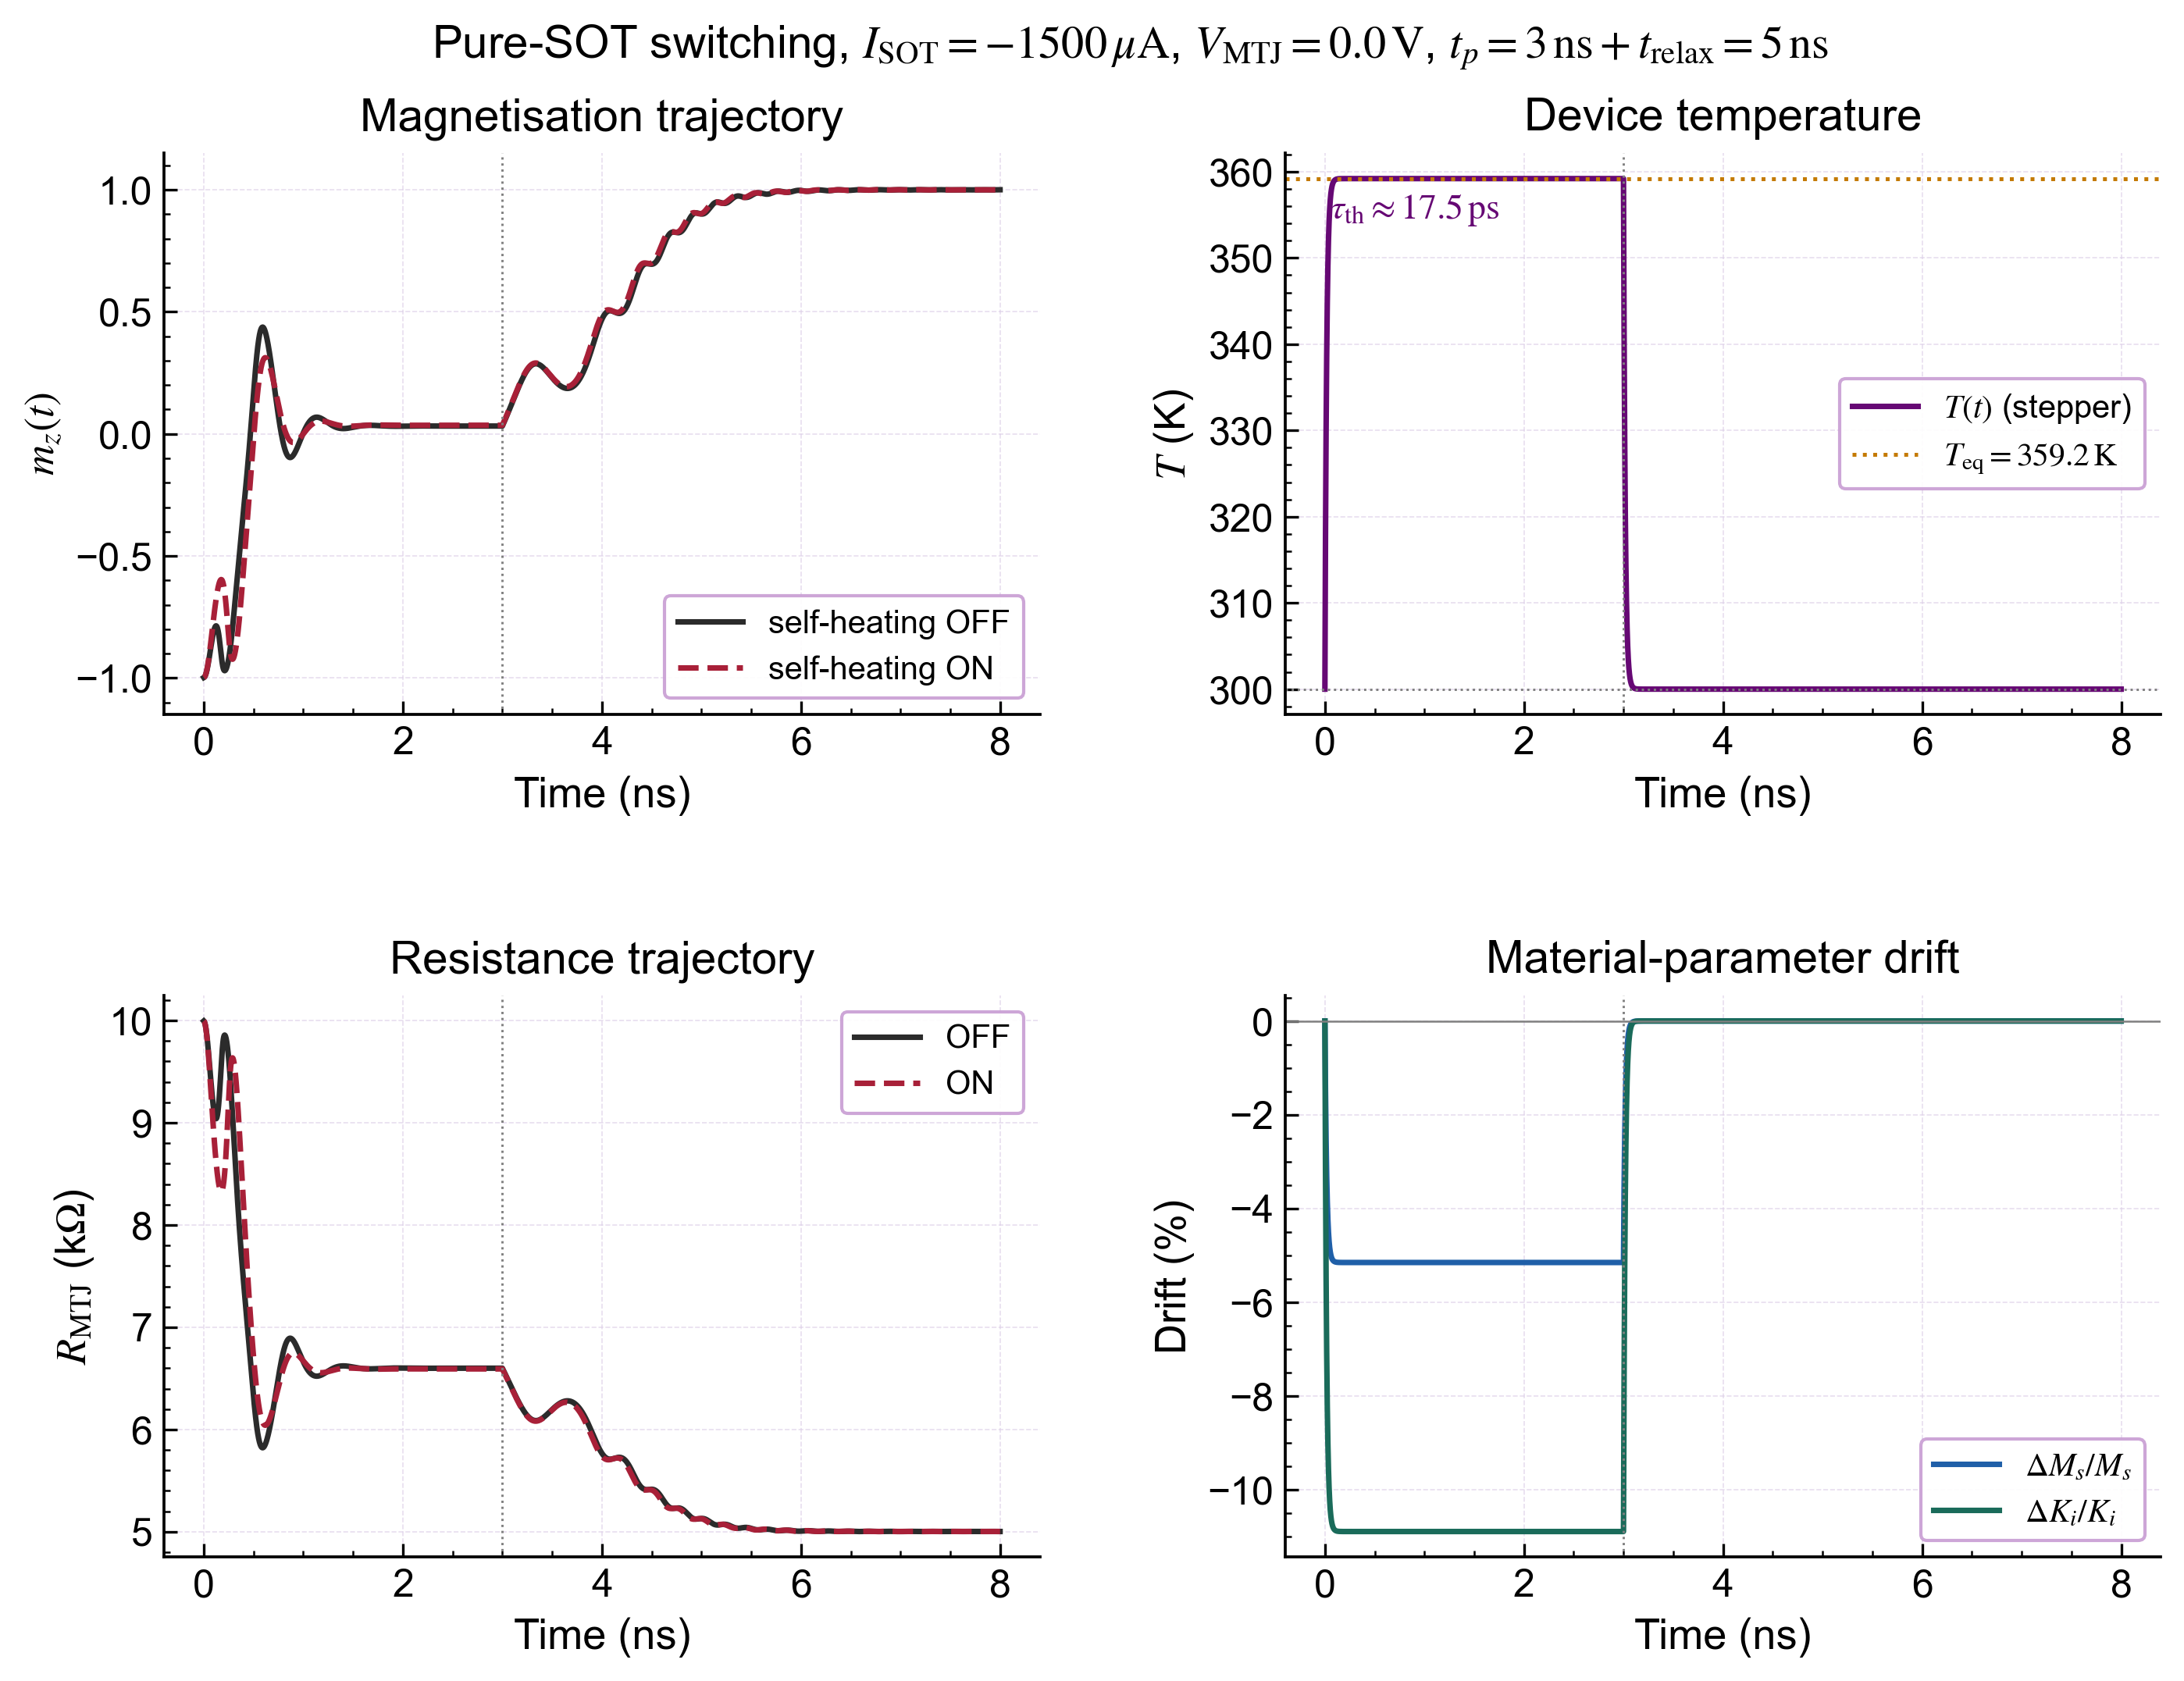 Pure-SOT switching, I_SOT = −1500 μA, V_MTJ = 0.0 V, t_p = 3 ns + t_relax = 5 ns
Magnetisation trajectory
m_z(t)
1.0
0.5
0.0
−0.5
−1.0
self-heating OFF
self-heating ON
0 2 4 6 8
Time (ns)
Device temperature
T (K)
360
350
340
330
320
310
300
τ_th ≈ 17.5 ps
T(t) (stepper)
T_eq = 359.2 K
0 2 4 6 8
Time (ns)
Resistance trajectory
R_MTJ (kΩ)
10
9
8
7
6
5
OFF
ON
0 2 4 6 8
Time (ns)
Material-parameter drift
Drift (%)
0
−2
−4
−6
−8
−10
ΔM_s/M_s
ΔK_i/K_i
0 2 4 6 8
Time (ns)